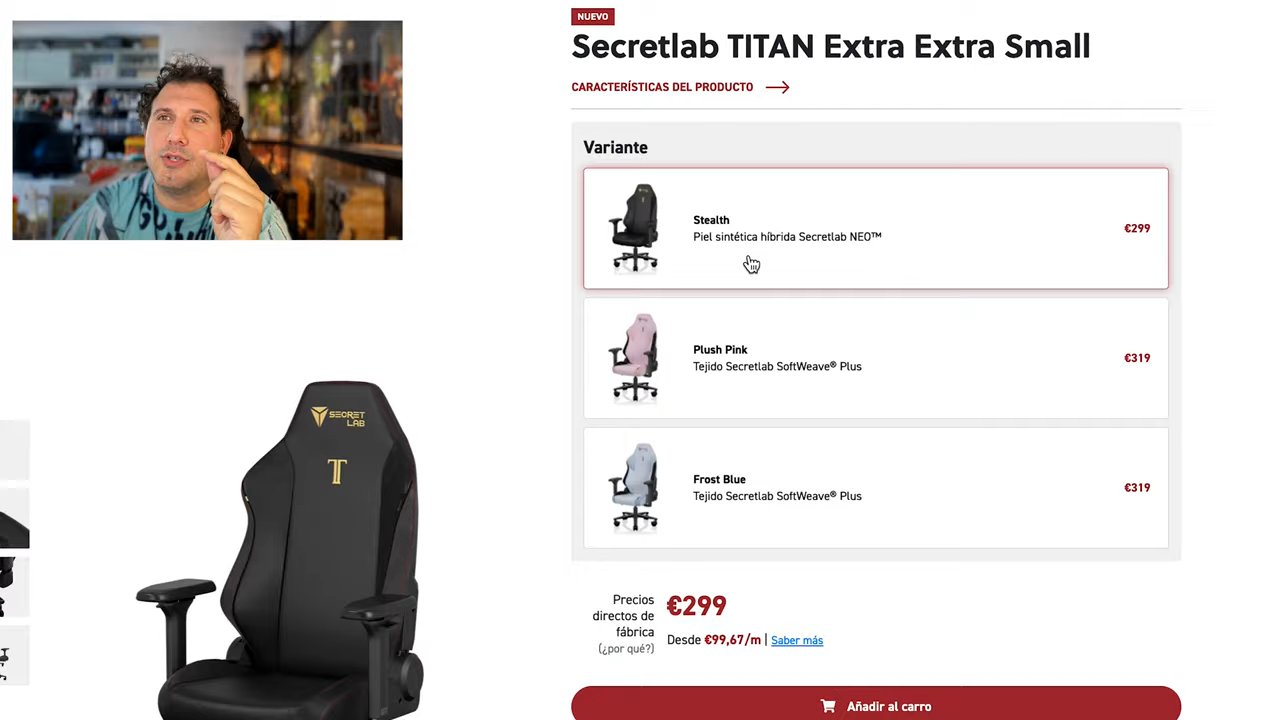 NUEVO
Secretlab TITAN Extra Extra Small
CARACTERÍSTICAS DEL PRODUCTO
Variante
Stealth
Piel sintética híbrida Secretlab NEO™
€299
Plush Pink
Tejido Secretlab SoftWeave® Plus
€319
Frost Blue
Tejido Secretlab SoftWeave® Plus
€319
Precios
directos de
fábrica
(¿por qué?)
€299
Desde €99,67/m | Saber más
Añadir al carro
SECRET
LAB
T